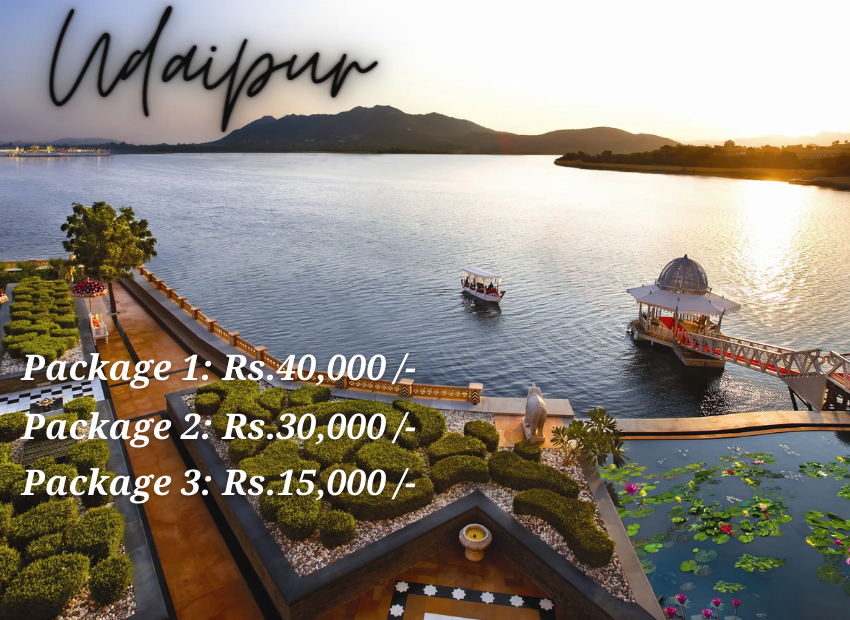 Udaipur
Package 1: Rs.40,000 /-
Package 2: Rs.30,000 /-
Package 3: Rs.15,000 /-